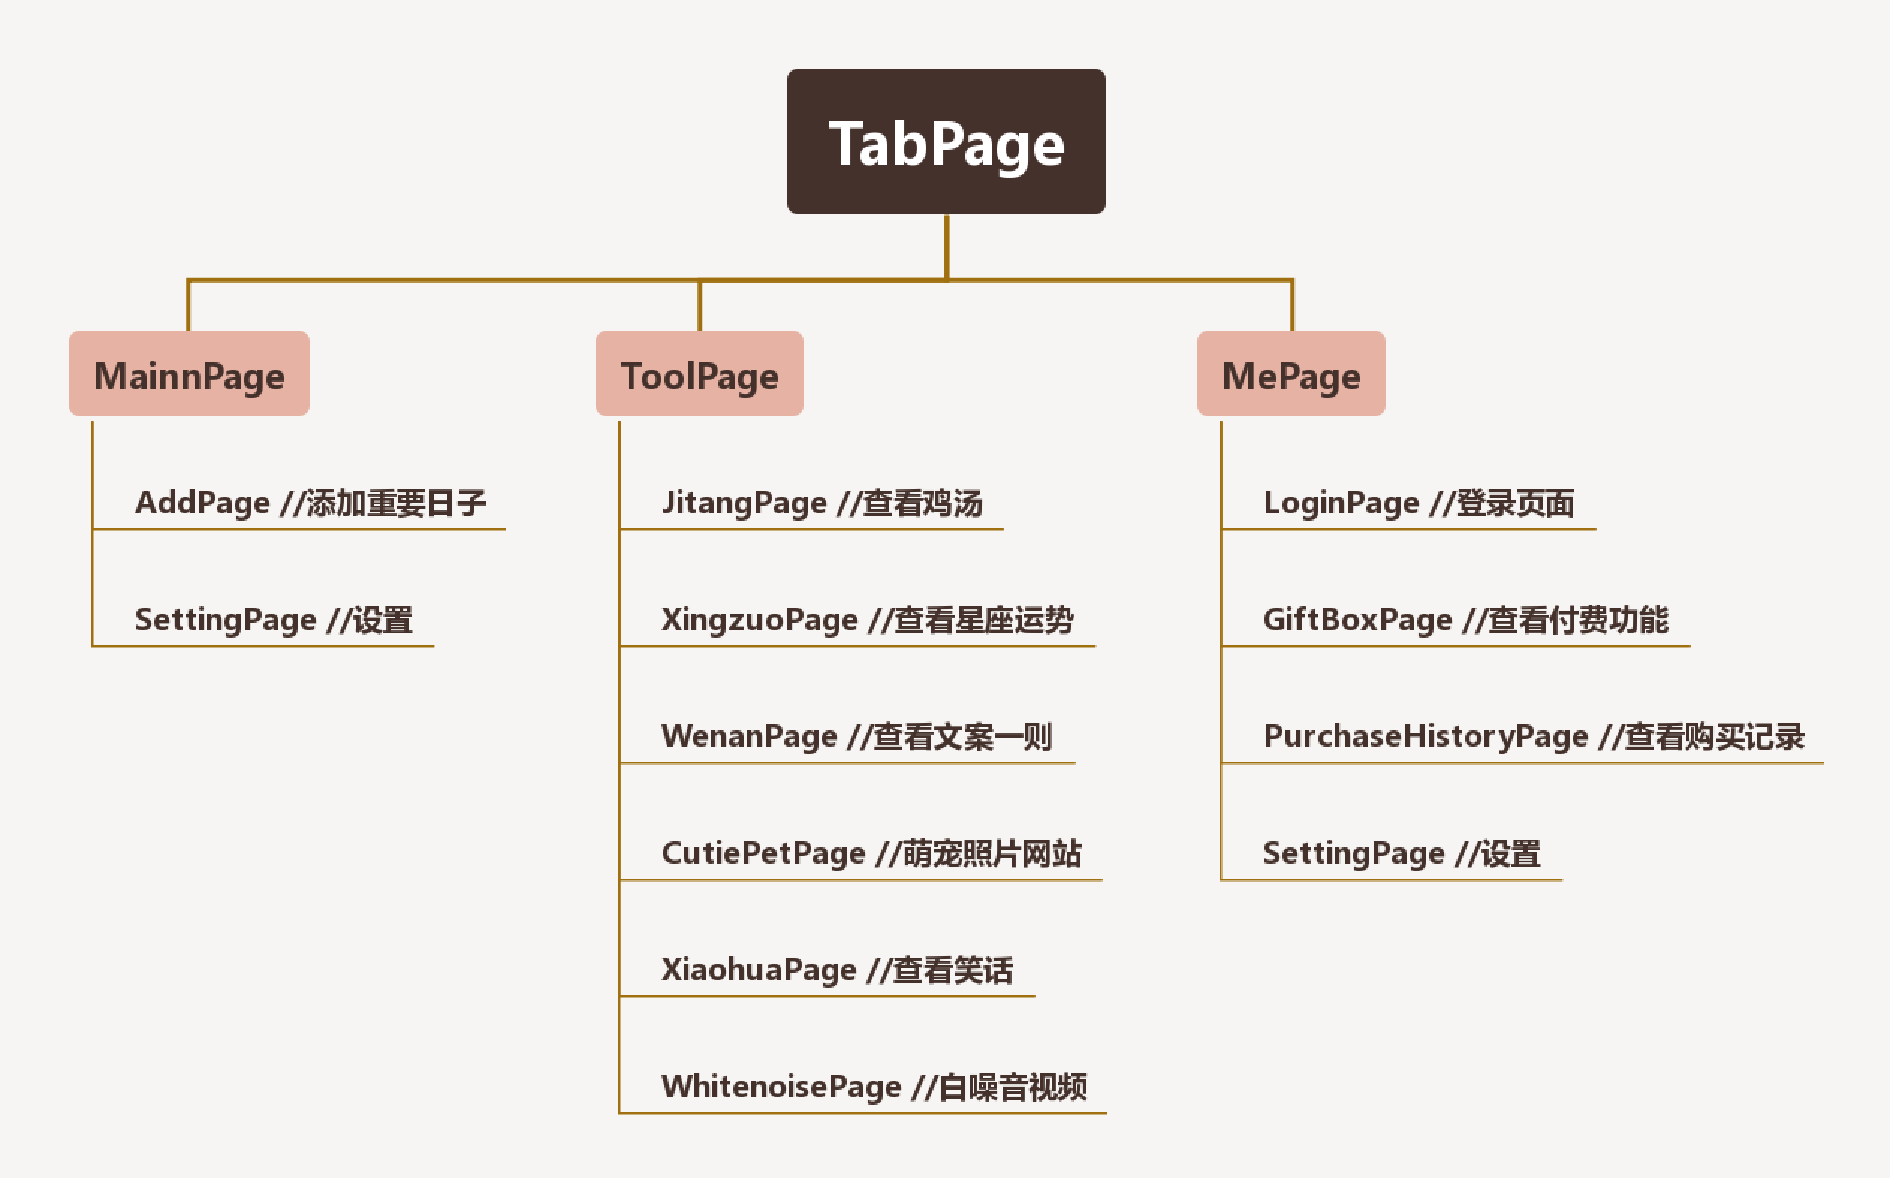 TabPage
MainnPage
AddPage //添加重要日子
SettingPage //设置
ToolPage
JitangPage //查看鸡汤
XingzuoPage //查看星座运势
WenanPage //查看文案一则
CutiePetPage //萌宠照片网站
XiaohuaPage //查看笑话
WhitenoisePage //白噪音视频
MePage
LoginPage //登录页面
GiftBoxPage //查看付费功能
PurchaseHistoryPage //查看购买记录
SettingPage //设置